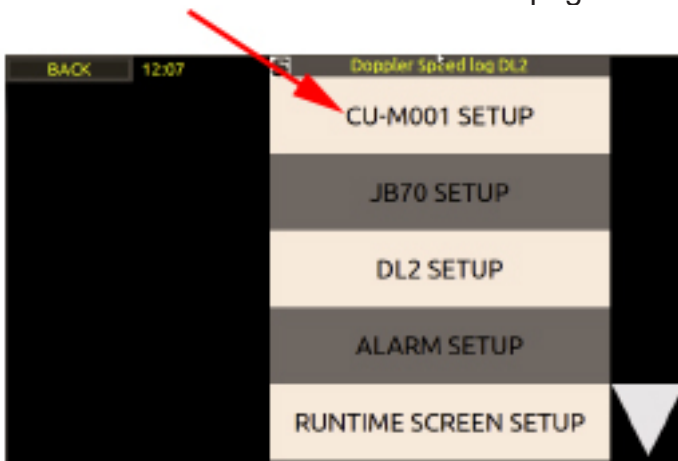 BACK
12:07
Doppler Speed log DL2
CU-M001 SETUP
JB70 SETUP
DL2 SETUP
ALARM SETUP
RUNTIME SCREEN SETUP